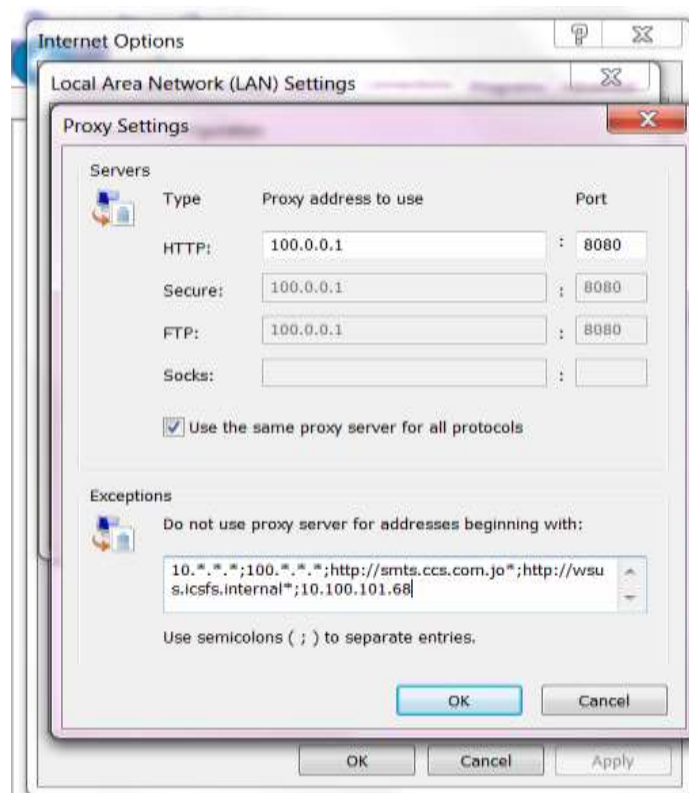 Internet Options
Local Area Network (LAN) Settings
Proxy Settings
Servers
Type Proxy address to use Port
HTTP: 100.0.0.1 : 8080
Secure: 100.0.0.1 : 8080
FTP: 100.0.0.1 : 8080
Socks: :
Use the same proxy server for all protocols
Exceptions
Do not use proxy server for addresses beginning with:
10.*.*.*;100.*.*.*;http://smts.ccs.com.jo*;http://wsu
s.icsfs.internal*;10.100.101.68
Use semicolons ( ; ) to separate entries.
OK Cancel
OK Cancel Apply